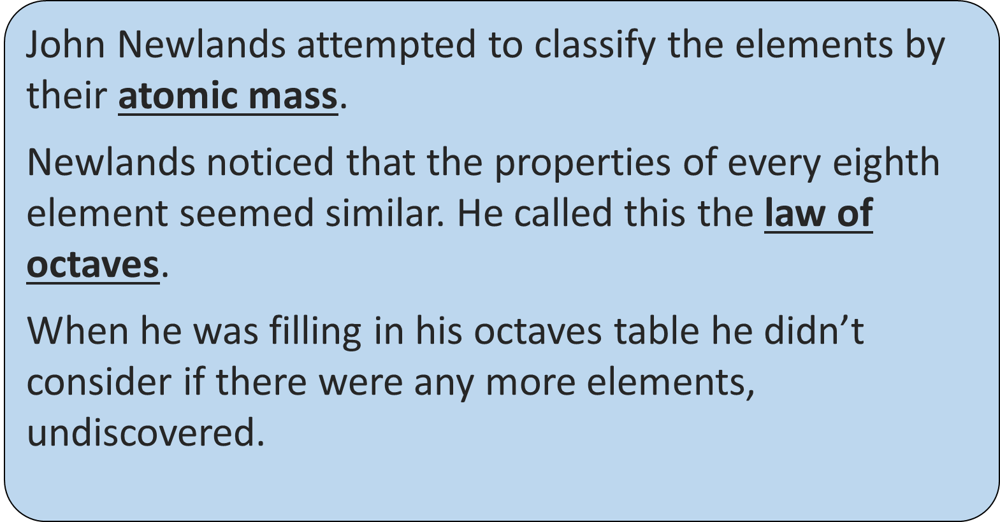 John Newlands attempted to classify the elements by
their atomic mass.
Newlands noticed that the properties of every eighth
element seemed similar. He called this the law of
octaves.
When he was filling in his octaves table he didn’t
consider if there were any more elements,
undiscovered.